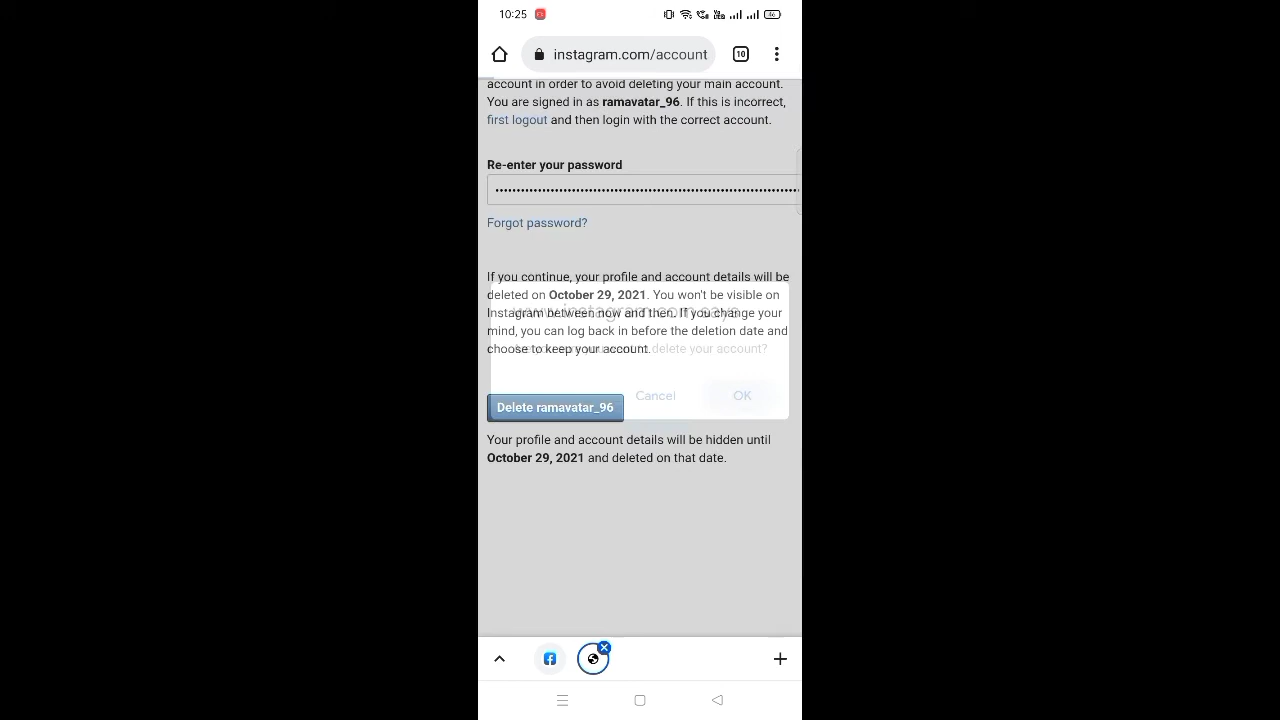 10:25
instagram.com/account
10
account in order to avoid deleting your main account.
You are signed in as ramavatar_96. If this is incorrect,
first logout and then login with the correct account.
Re-enter your password
Forgot password?
If you continue, your profile and account details will be
deleted on October 29, 2021. You won't be visible on
Instagram between now and then. If you change your
mind, you can log back in before the deletion date and
choose to keep your account.
www.instagram.com says
delete your account?
Cancel
OK
Delete ramavatar_96
Your profile and account details will be hidden until
October 29, 2021 and deleted on that date.